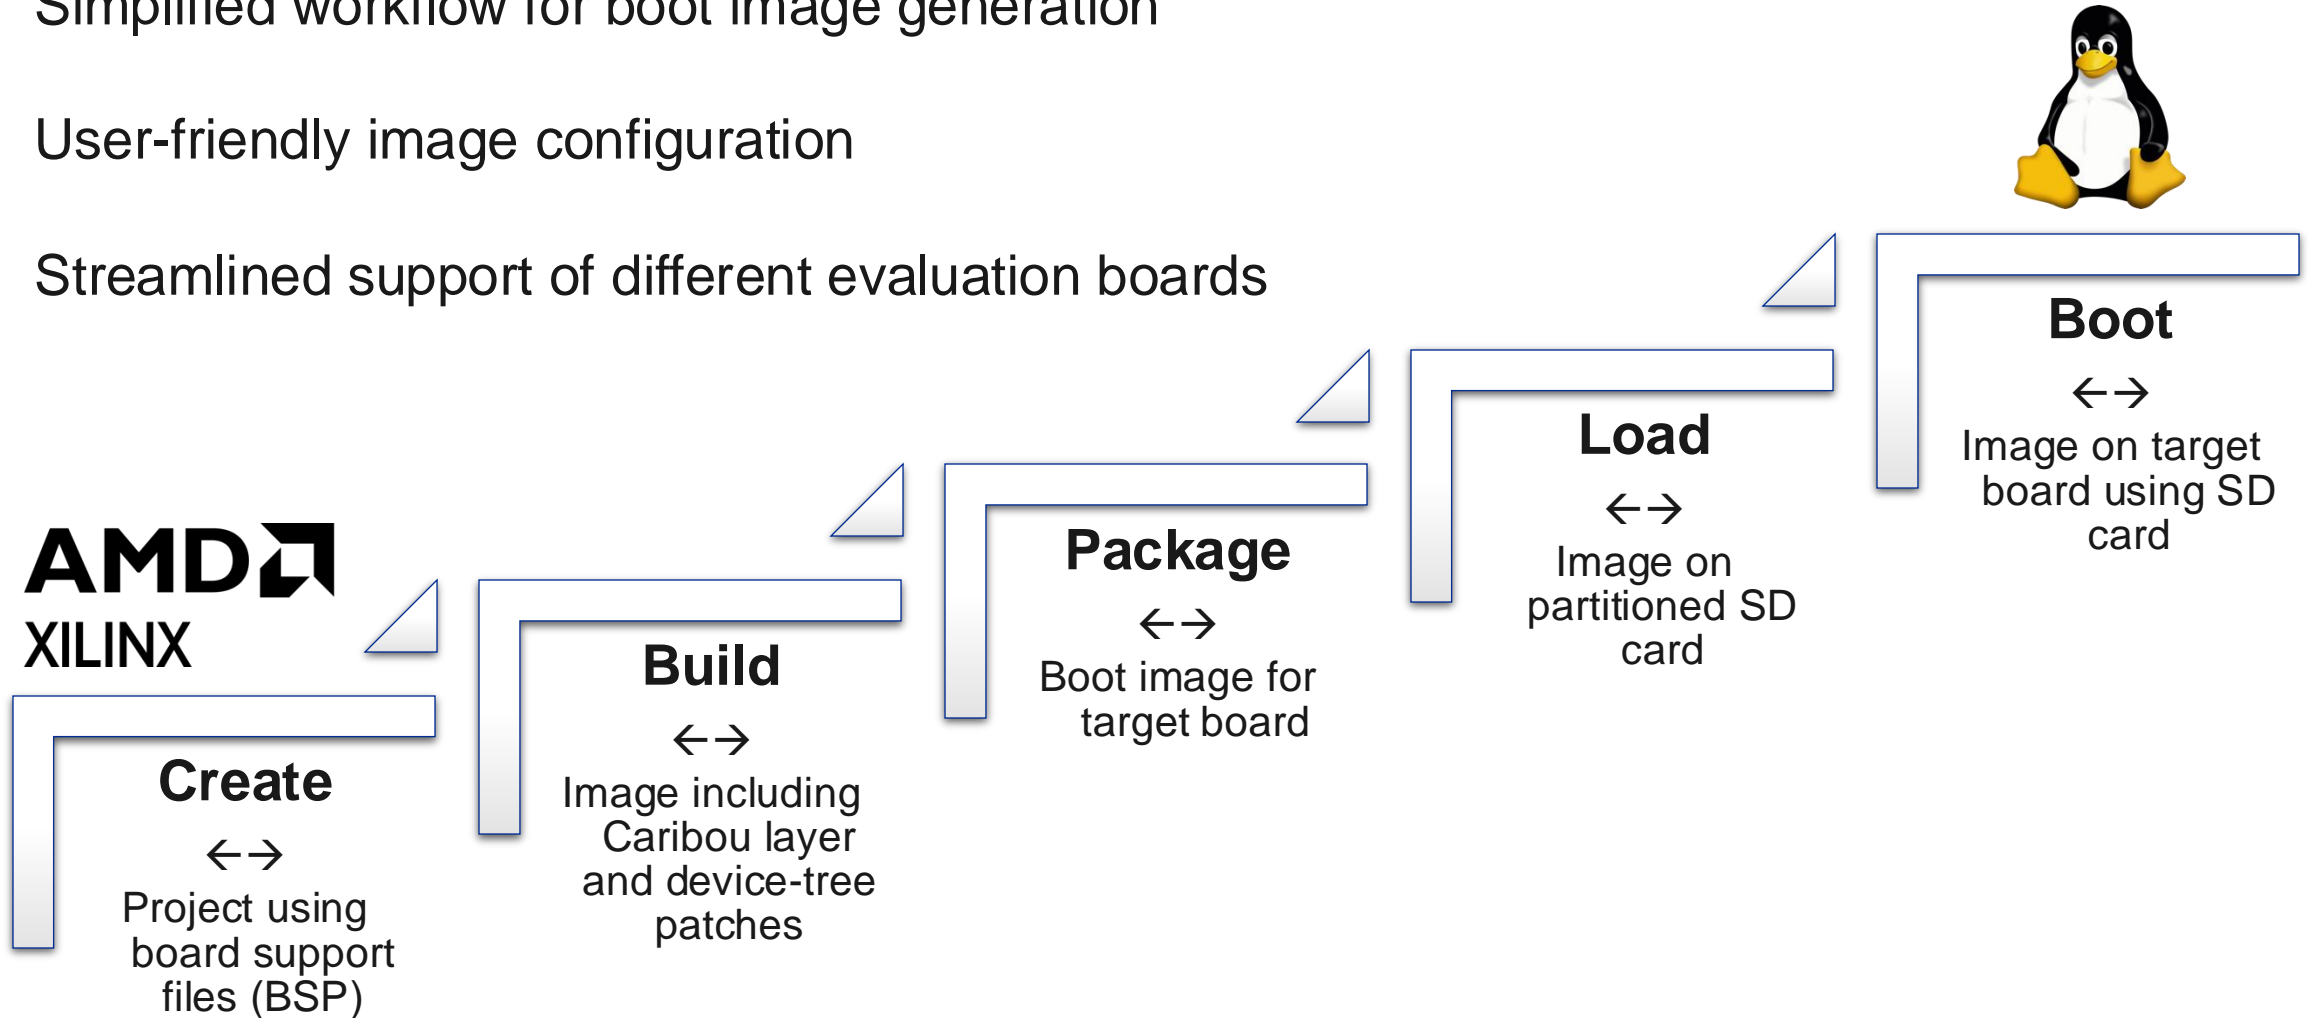 Simplified workflow for boot image generation
User-friendly image configuration
Streamlined support of different evaluation boards
AMD
XILINX
Create
←→
Project using
board support
files (BSP)
Build
←→
Image including
Caribou layer
and device-tree
patches
Package
←→
Boot image for
target board
Load
←→
Image on
partitioned SD
card
Boot
←→
Image on target
board using SD
card